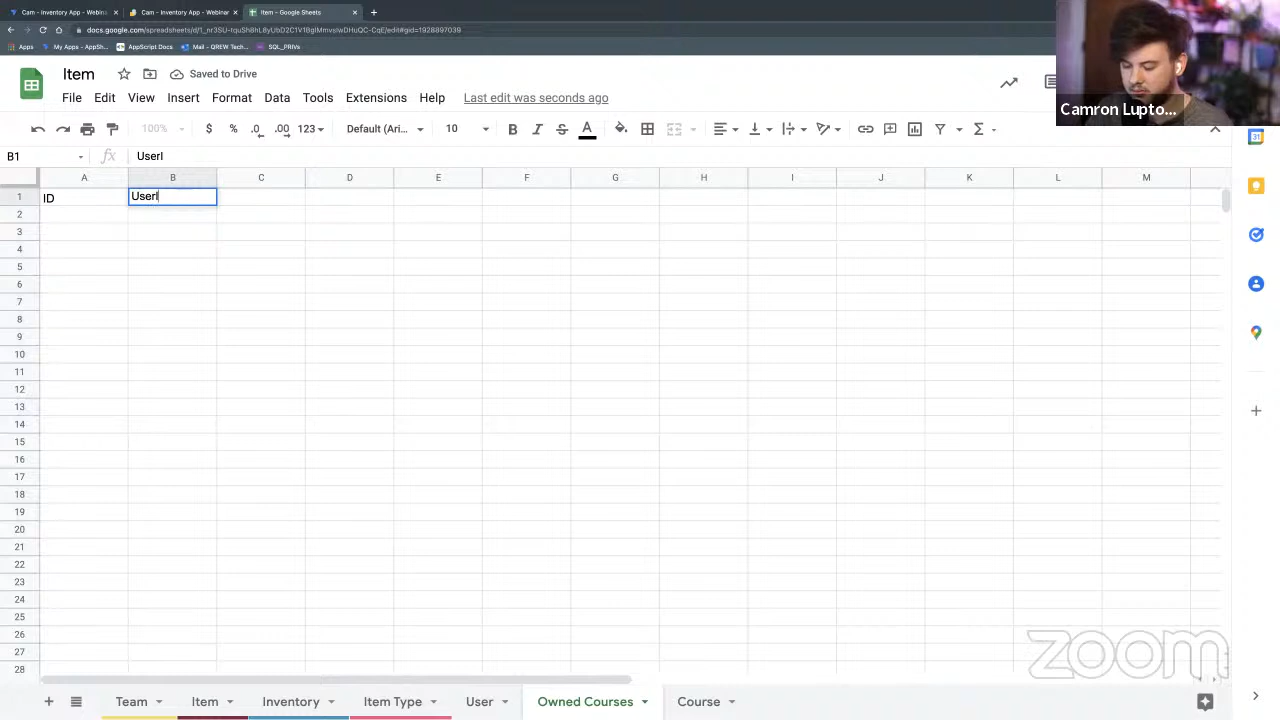 Cam - Inventory App - Webina
Cam - Inventory App - Webinar
Item - Google Sheets
Apps
My Apps - AppSh...
AppScript Docs
Mail - QREW Tech...
SQL_PRIVs
Item
Saved to Drive
File Edit View Insert Format Data Tools Extensions Help Last edit was seconds ago
100% $ % .0 .00 123 Default (Ari... 10 B I S A
Camron Lupto...
B1 fx UserI
A B C D E F G H I J K L M
1 ID UserI
2
3
4
5
6
7
8
9
10
11
12
13
14
15
16
17
18
19
20
21
22
23
24
25
26
27
28
zoom
Team Item Inventory Item Type User Owned Courses Course